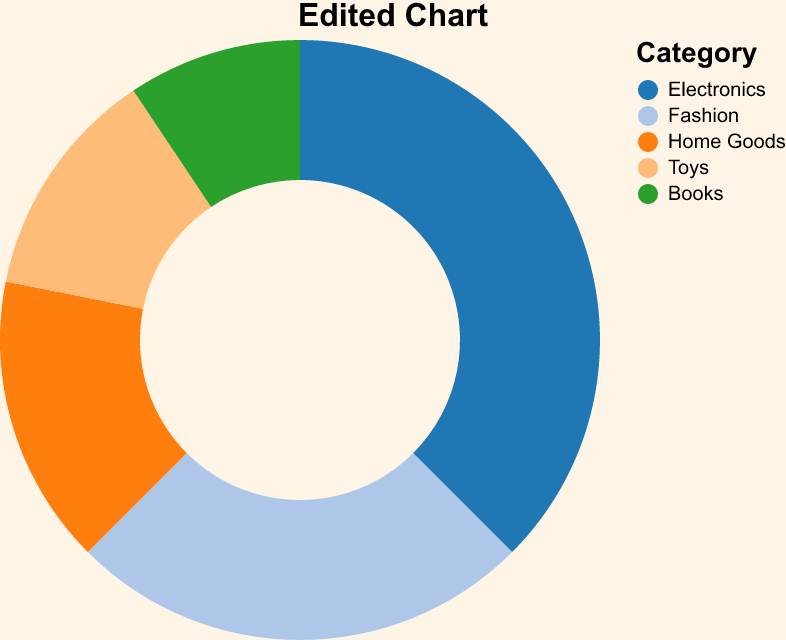 Edited Chart
Category
Electronics
Fashion
Home Goods
Toys
Books